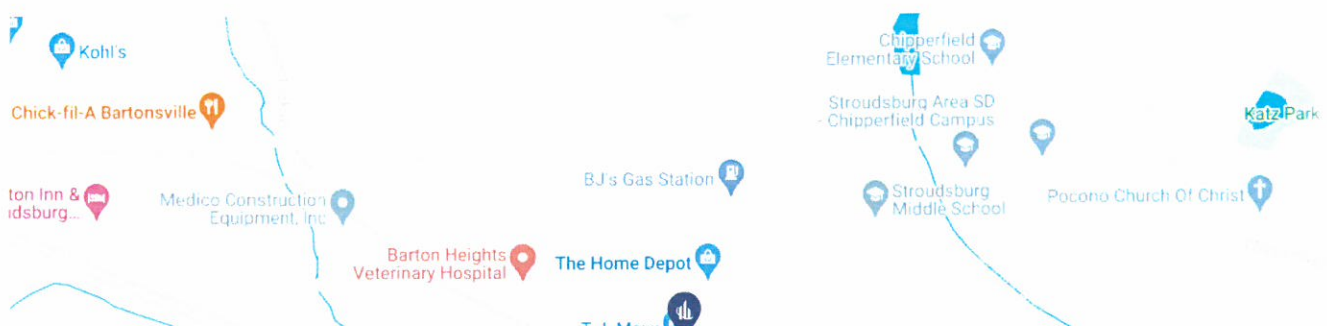 Kohl's
Chick-fil-A Bartonsville
ton Inn &
idsburg...
Medico Construction
Equipment, Inc
Barton Heights
Veterinary Hospital
BJ's Gas Station
The Home Depot
Chipperfield
Elementary School
Stroudsburg Area SD
- Chipperfield Campus
Stroudsburg
Middle School
Katz Park
Pocono Church Of Christ